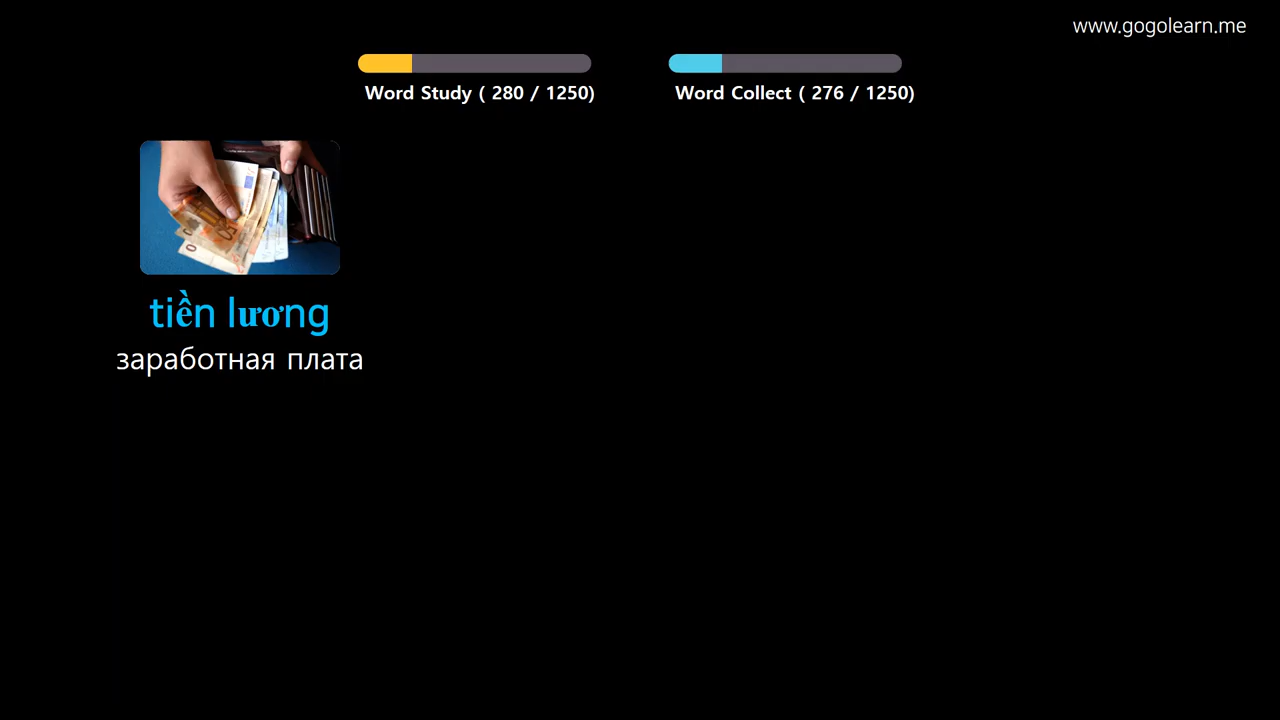 www.gogolearn.me
Word Study ( 280 / 1250)
Word Collect ( 276 / 1250)
tiền lương
заработная плата